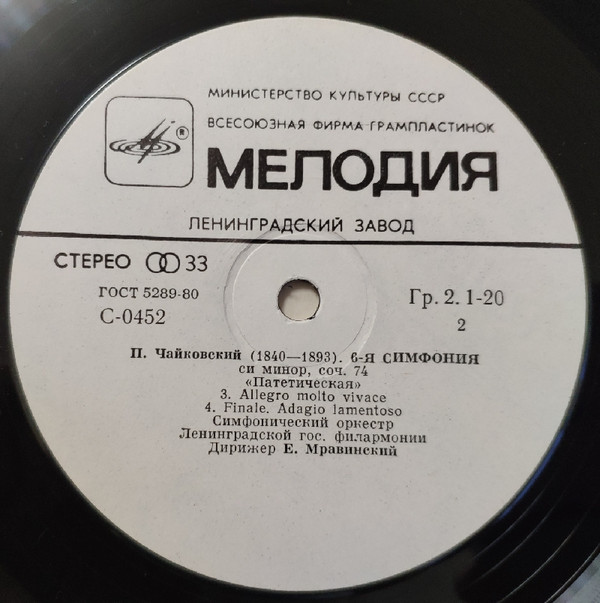 МИНИСТЕРСТВО КУЛЬТУРЫ СССР
ВСЕСОЮЗНАЯ ФИРМА ГРАМПЛАСТИНОК
®
МЕЛОДИЯ
ЛЕНИНГРАДСКИЙ ЗАВОД
СТЕРЕО 33
ГОСТ 5289-80
С-0452
Гр. 2. 1-20
2
П. Чайковский (1840—1893). 6-Я СИМФОНИЯ
си минор, соч. 74
«Патетическая»
3. Allegro molto vivace
4. Finale. Adagio lamentoso
Симфонический оркестр
Ленинградской гос. филармонии
Дирижер Е. Мравинский